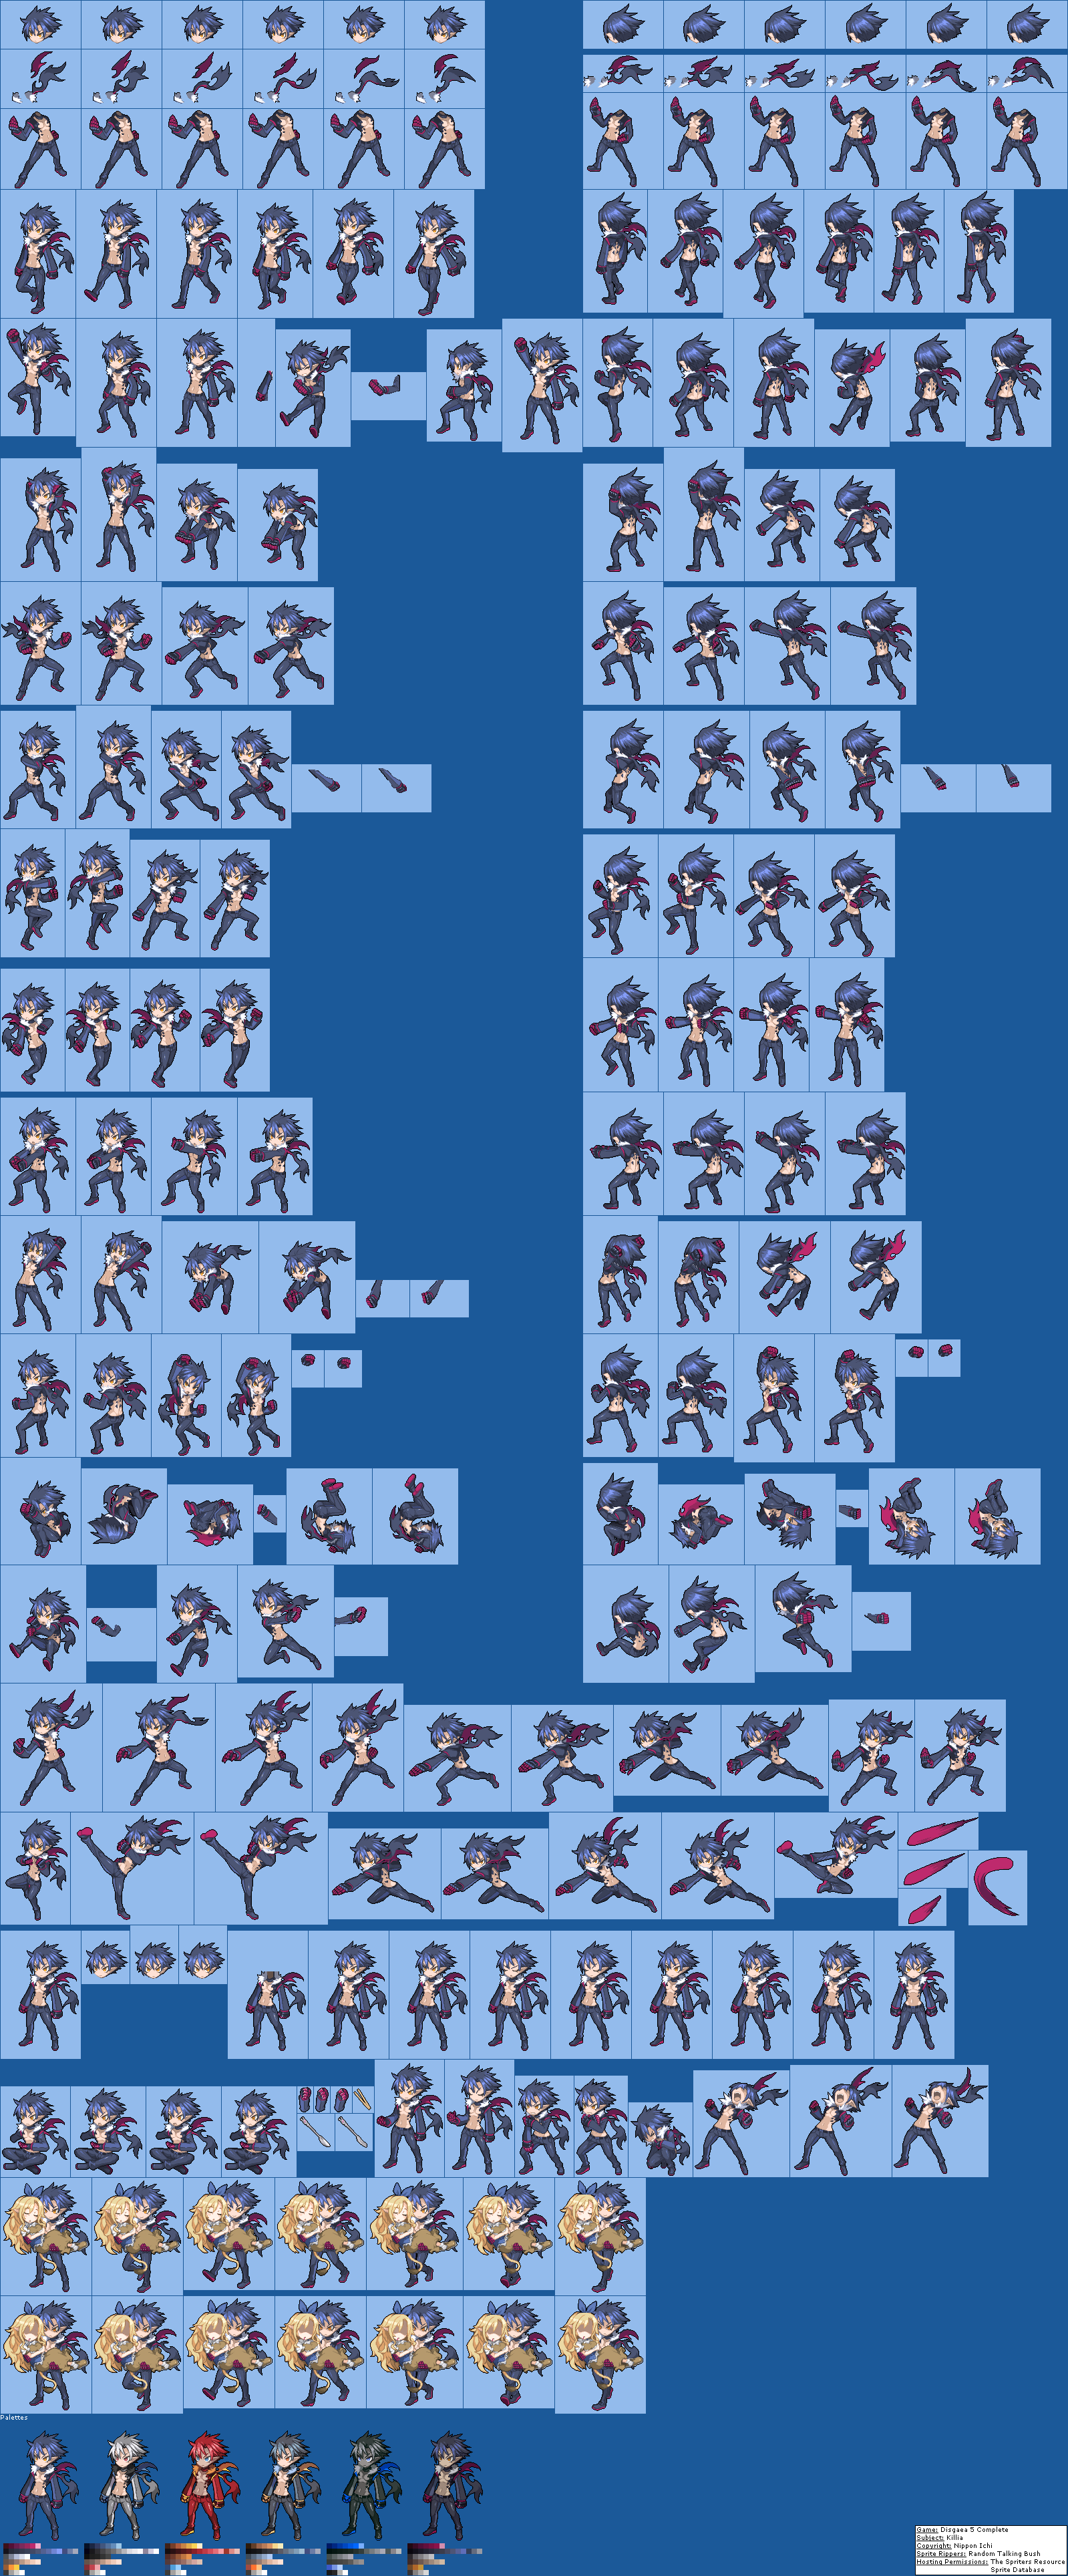 Palettes
Game: Disgaea 5 Complete
Subject: Killia
Copyright: Nippon Ichi
Sprite Rippers: Random Talking Bush
Hosting Permissions: The Spriters Resource
Sprite Database